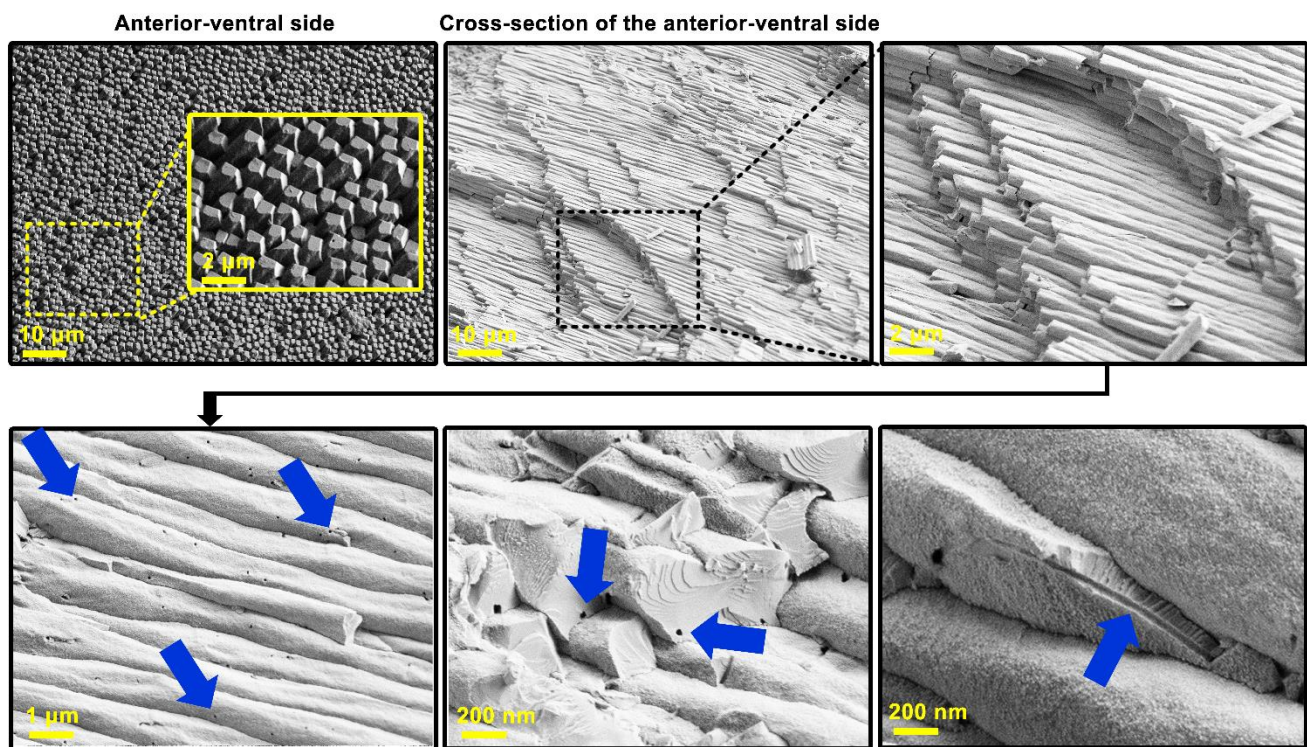 Anterior-ventral side
Cross-section of the anterior-ventral side
2 µm
10 µm
10 µm
2 µm
1 µm
200 nm
200 nm